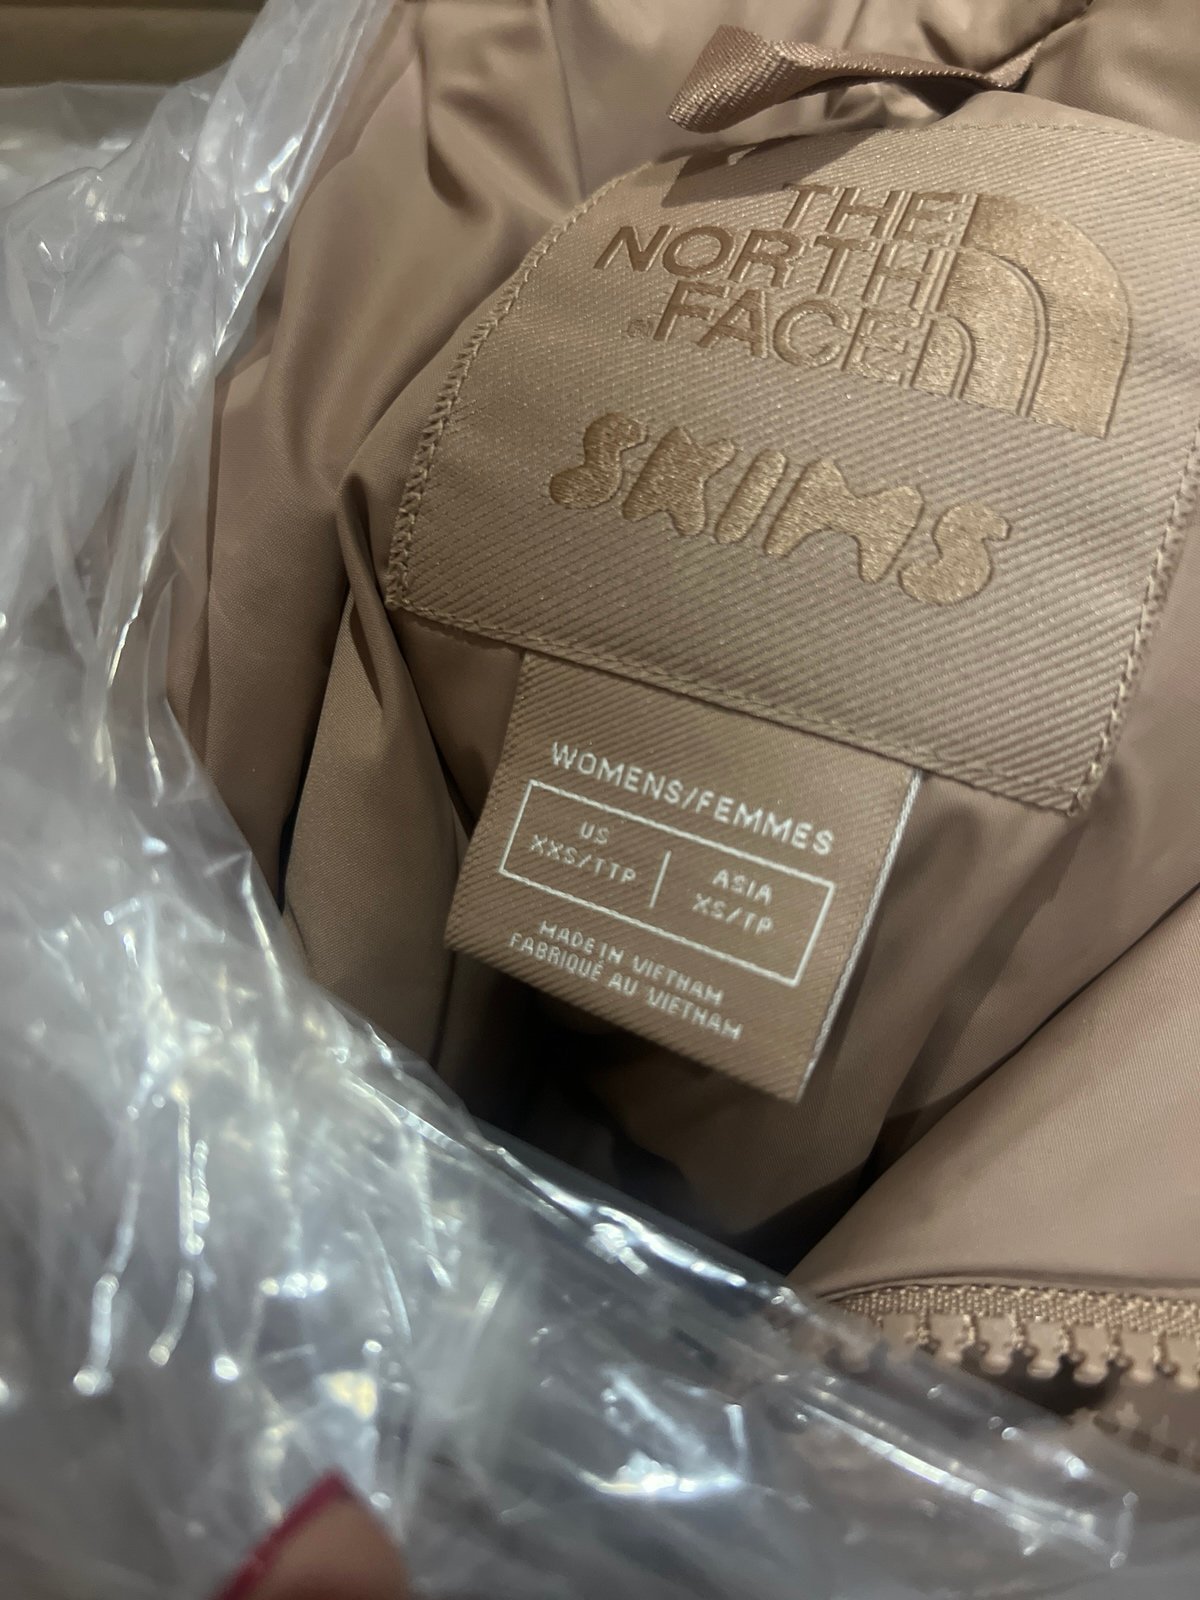 THE
NORTH
FACE
SKIMS
WOMENS/FEMMES
US
XXS/TTP
ASIA
XS/TP
MADE IN VIETNAM
FABRIQUÉ AU VIETNAM